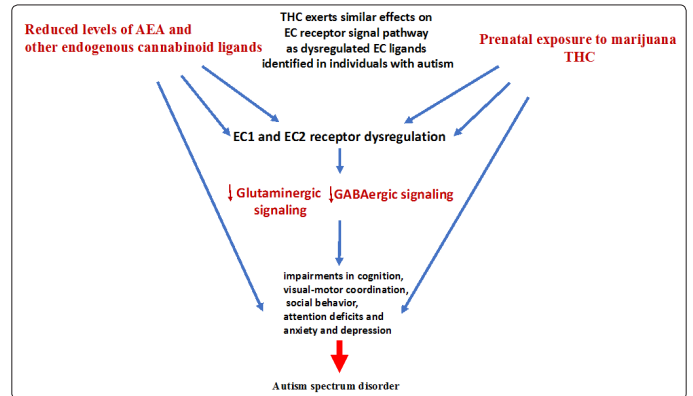 Reduced levels of AEA and
other endogenous cannabinoid ligands
THC exerts similar effects on
EC receptor signal pathway
as dysregulated EC ligands
identified in individuals with autism
Prenatal exposure to marijuana
THC
EC1 and EC2 receptor dysregulation
↓ Glutaminergic
signaling
↓GABAergic signaling
impairments in cognition,
visual-motor coordination,
social behavior,
attention deficits and
anxiety and depression
Autism spectrum disorder